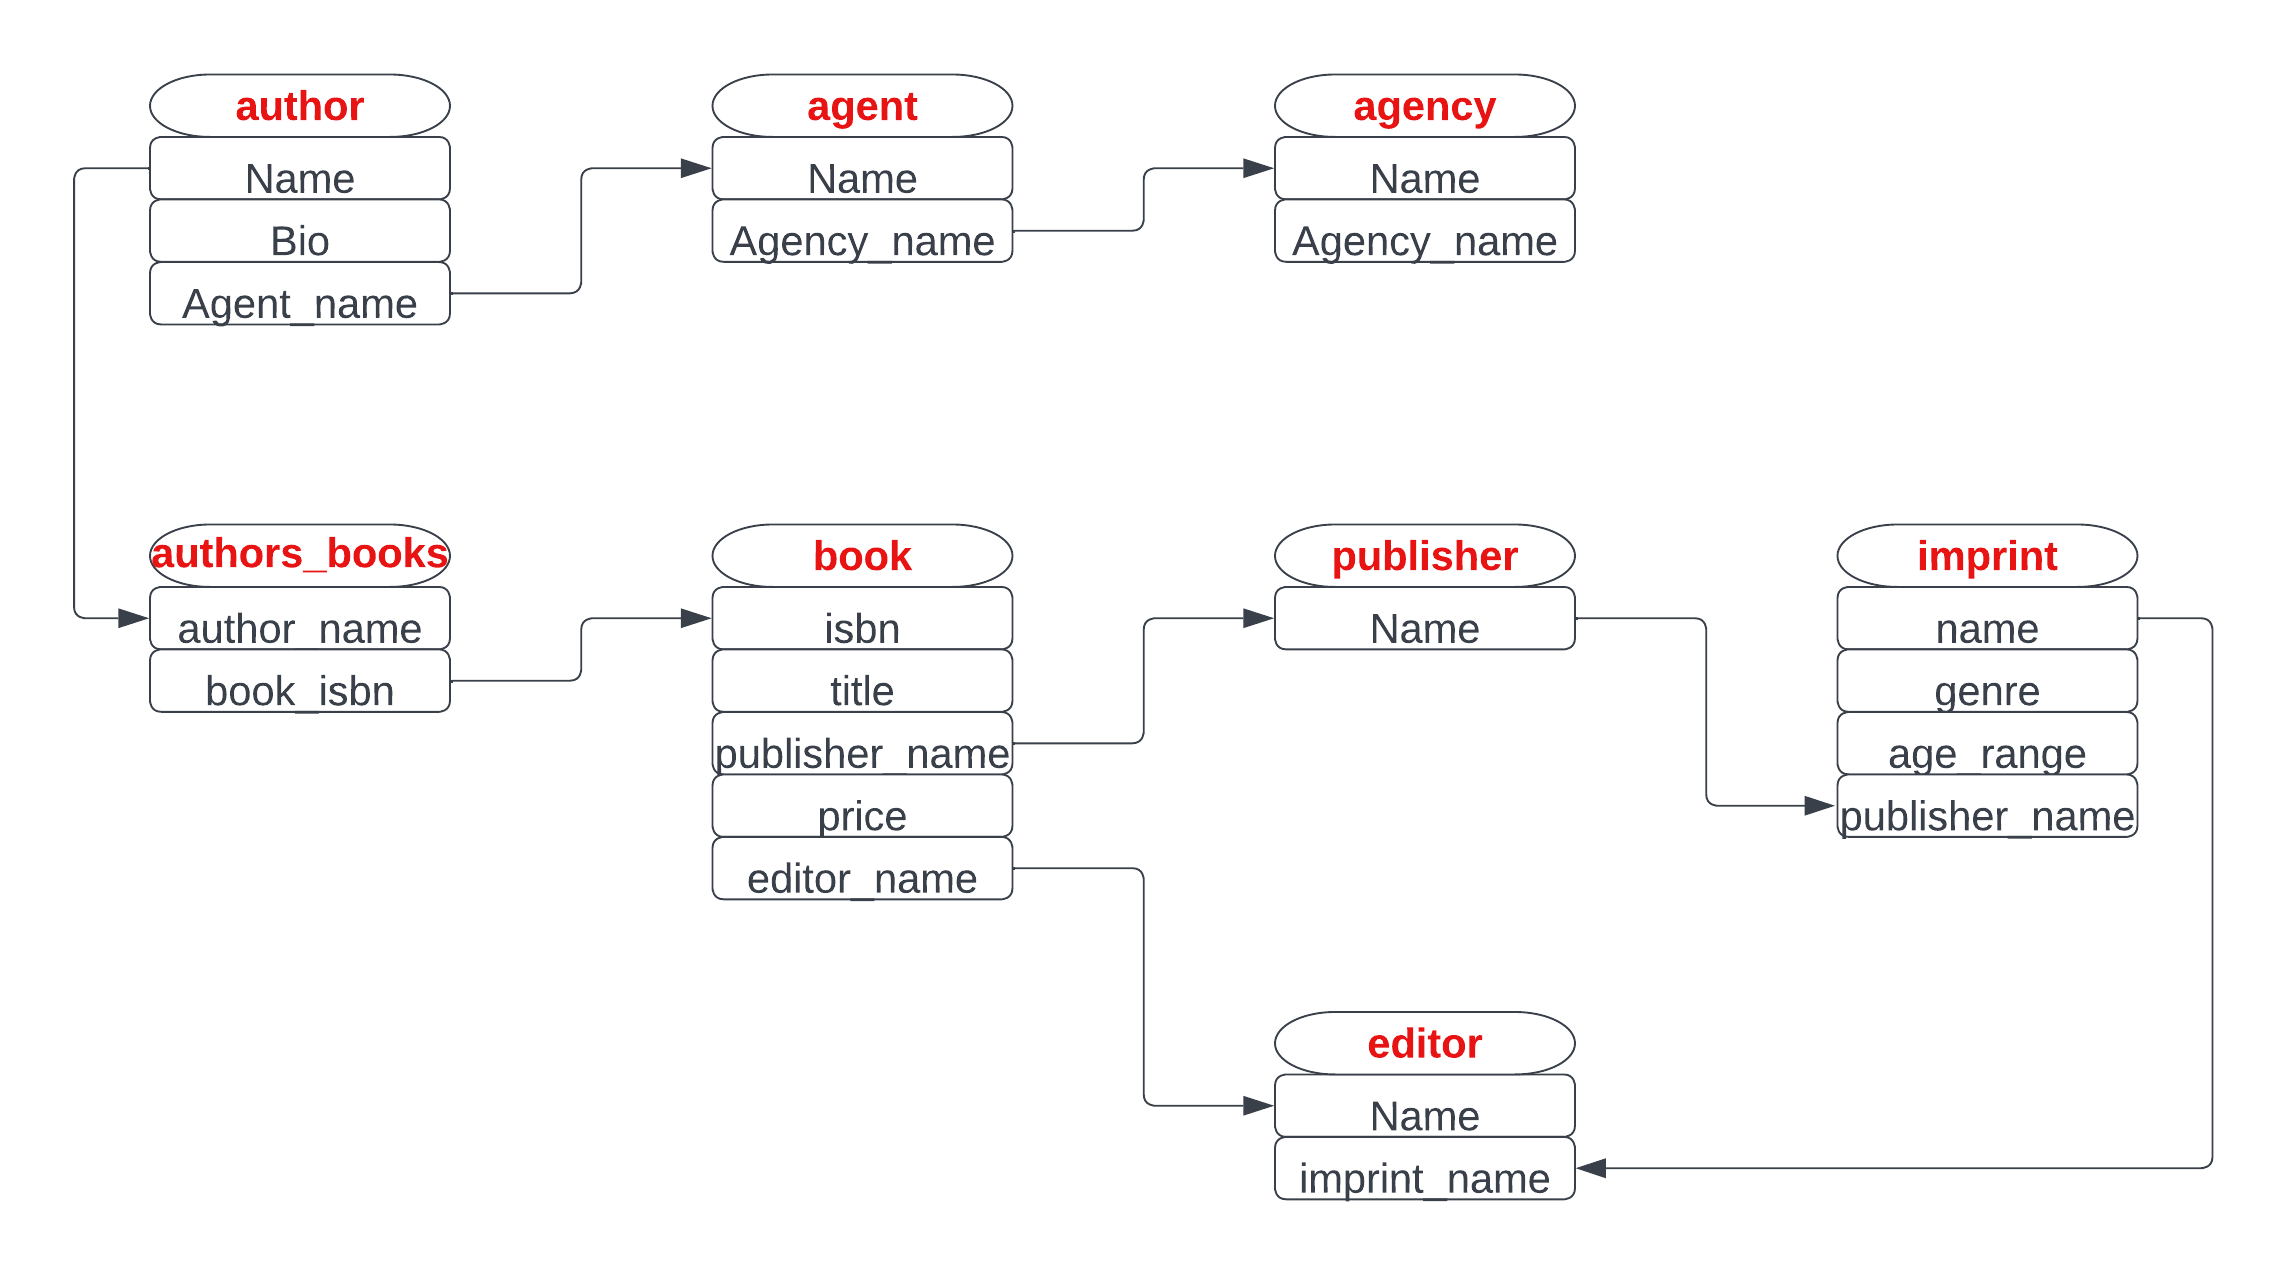 author
Name
Bio
Agent_name
agent
Name
Agency_name
agency
Name
Agency_name
authors_books
author_name
book_isbn
book
isbn
title
publisher_name
price
editor_name
publisher
Name
imprint
name
genre
age_range
publisher_name
editor
Name
imprint_name